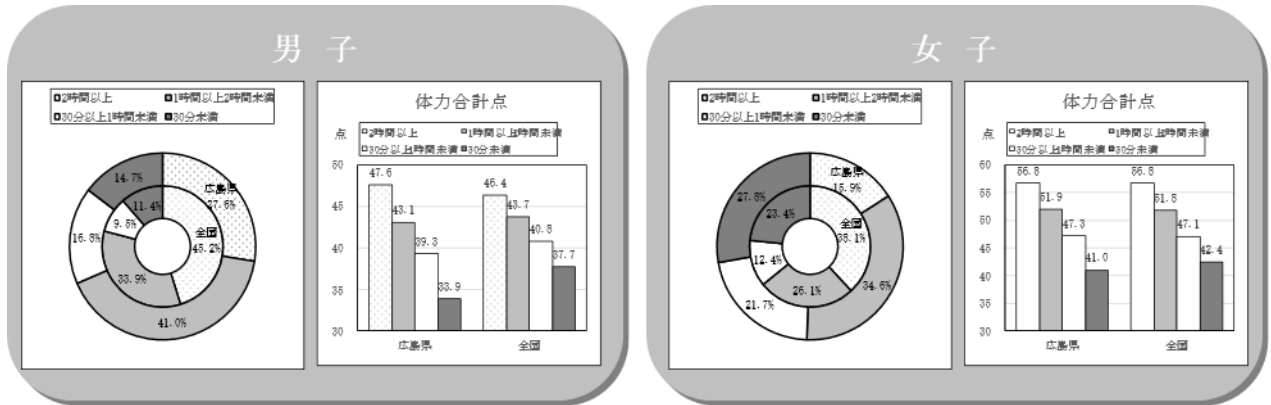 男 子
□2時間以上 ■1時間以上2時間未満
□30分以上1時間未満 ■30分未満
広島県
27.6%
全国
45.2%
41.0%
33.9%
16.8%
9.5%
14.7%
11.4%
体力合計点
点
□2時間以上 ■1時間以上2時間未満
□30分以上1時間未満 ■30分未満
50
45
40
35
30
47.6
43.1
39.3
33.9
46.4
43.7
40.8
37.7
広島県 全国
女 子
□2時間以上 ■1時間以上2時間未満
□30分以上1時間未満 ■30分未満
広島県
15.9%
全国
38.1%
34.6%
26.1%
21.7%
12.4%
27.8%
23.4%
体力合計点
点
□2時間以上 ■1時間以上2時間未満
□30分以上1時間未満 ■30分未満
60
55
50
45
40
35
30
56.8
51.9
47.3
41.0
56.8
51.8
47.1
42.4
広島県 全国